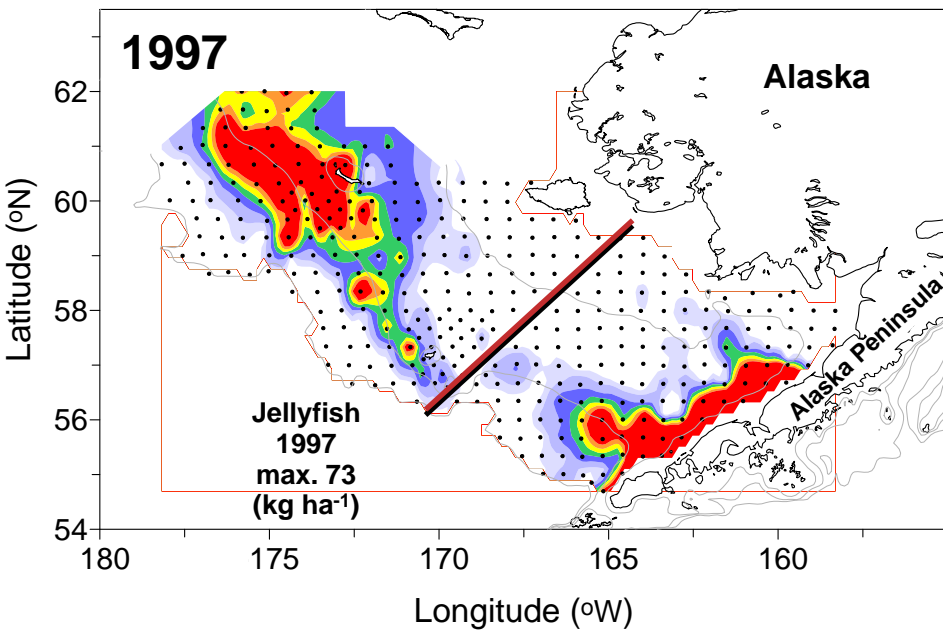 1997
Alaska
Alaska Peninsula
Jellyfish
1997
max. 73
(kg ha⁻¹)
Latitude (ºN)
62
60
58
56
54
180
175
170
165
160
Longitude (ºW)